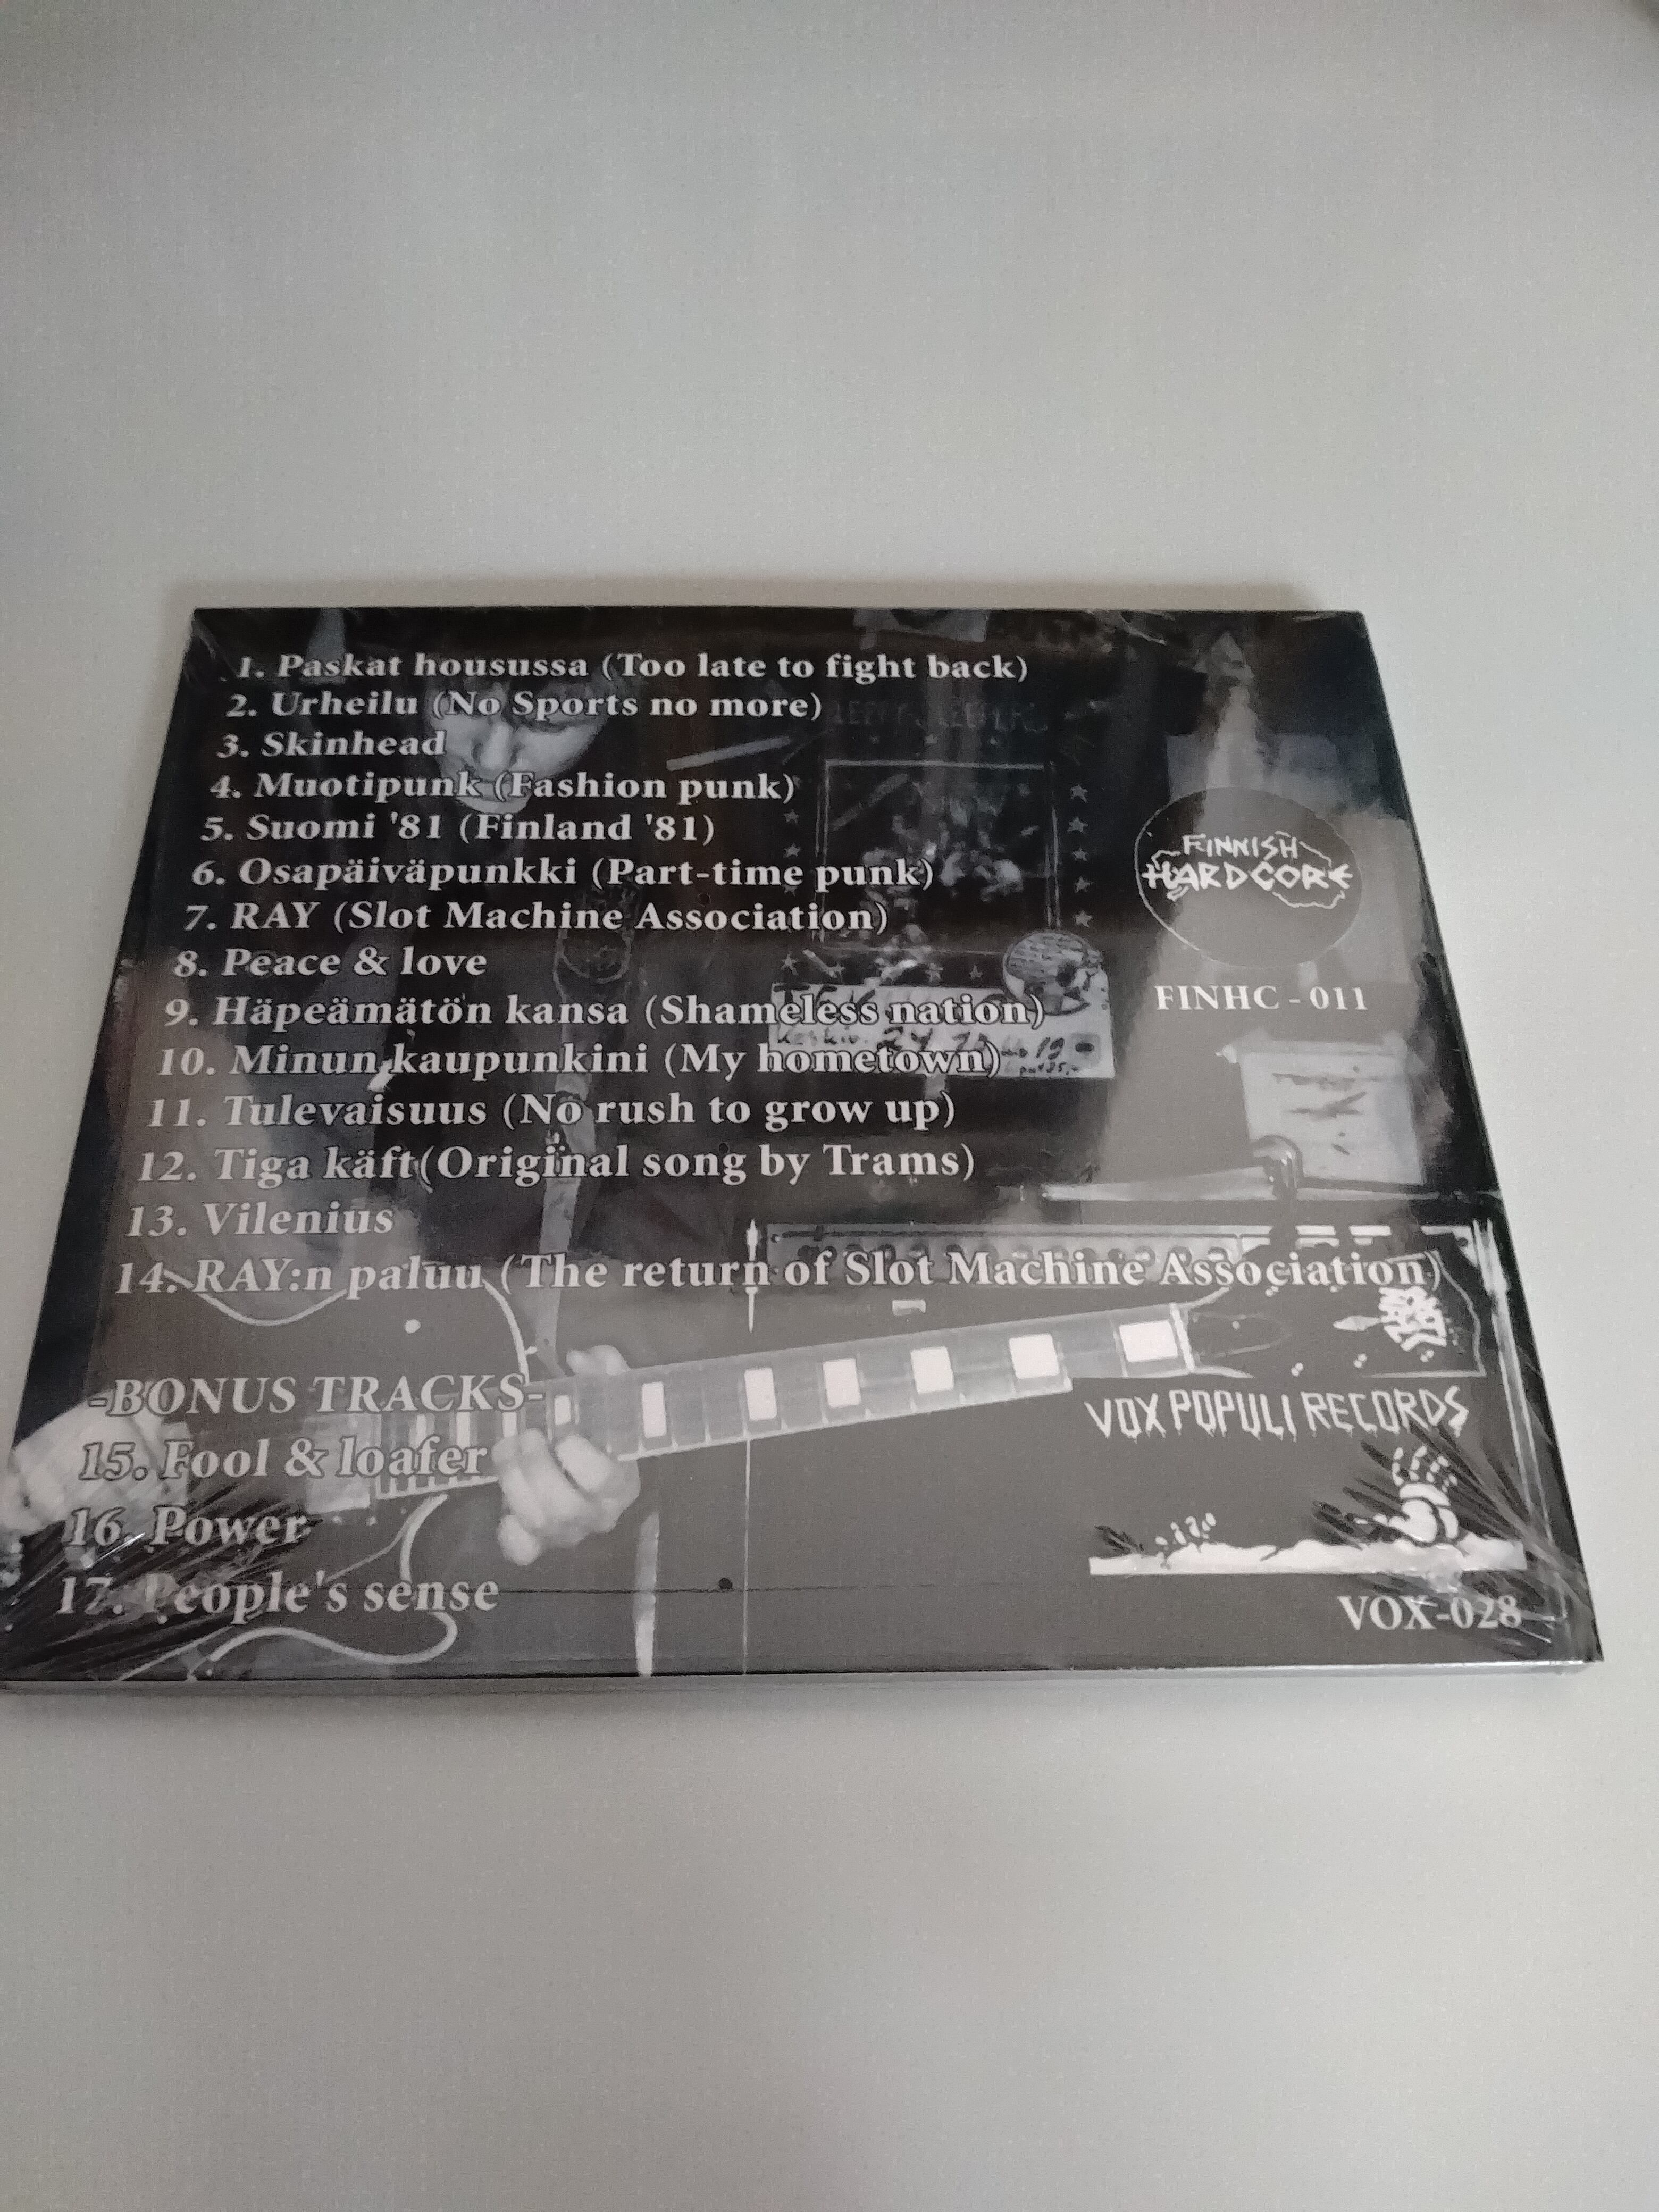 1. Paskat housussa (Too late to fight back)
2. Urheilu (No Sports no more)
3. Skinhead
4. Muotipunk (Fashion punk)
5. Suomi '81 (Finland '81)
6. Osapäiväpunkki (Part-time punk)
7. RAY (Slot Machine Association)
8. Peace & love
9. Häpeämätön kansa (Shameless nation)
10. Minun kaupunkini (My hometown)
11. Tulevaisuus (No rush to grow up)
12. Tiga käft(Original song by Trams)
13. Vilenius
14. RAY:n paluu (The return of Slot Machine Association)
-BONUS TRACKS-
15. Fool & loafer
16. Power
17. People's sense
FINNISH
HARDCORE
FINHC - 011
VOX POPULI RECORDS
VOX-028